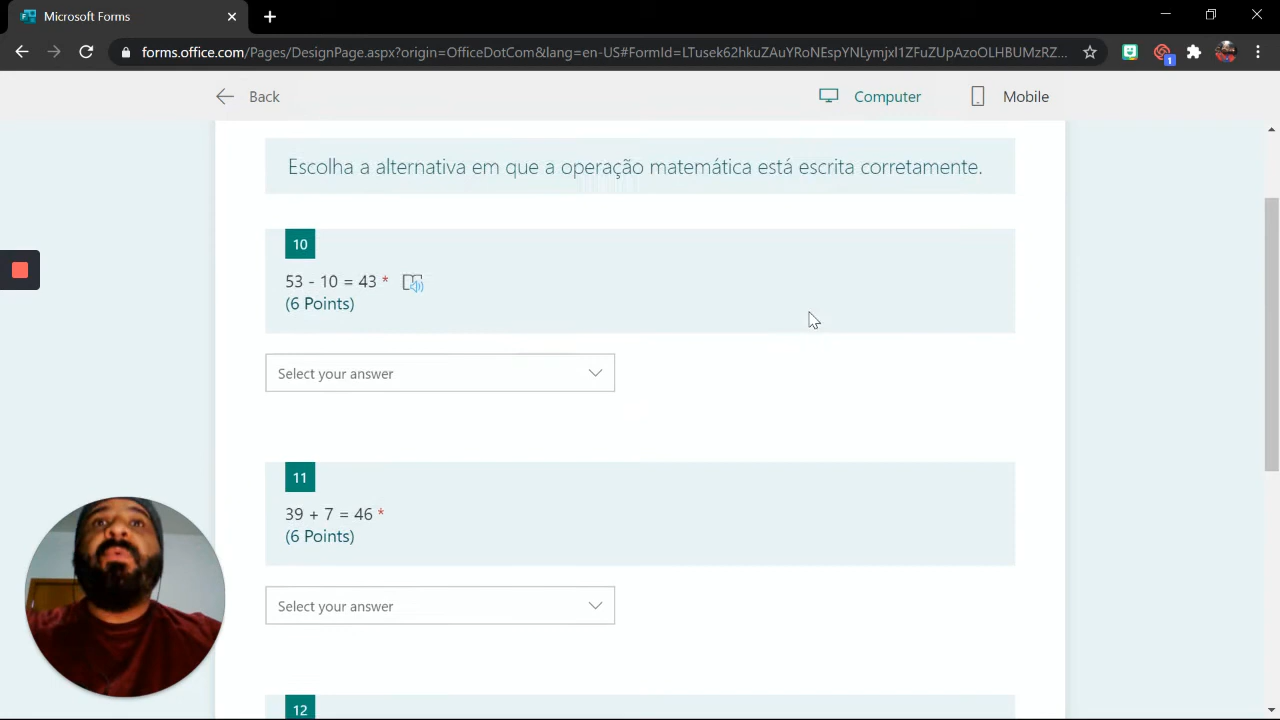 Microsoft Forms
forms.office.com/Pages/DesignPage.aspx?origin=OfficeDotCom&lang=en-US#FormId=LTusek62hkuZAuYRoNEspYNLymjxI1ZFuZUpAzoOLHBUMzRZ...
1
Back
Computer
Mobile
Escolha a alternativa em que a operação matemática está escrita corretamente.
10
53 - 10 = 43 *
(6 Points)
Select your answer
11
39 + 7 = 46 *
(6 Points)
Select your answer
12